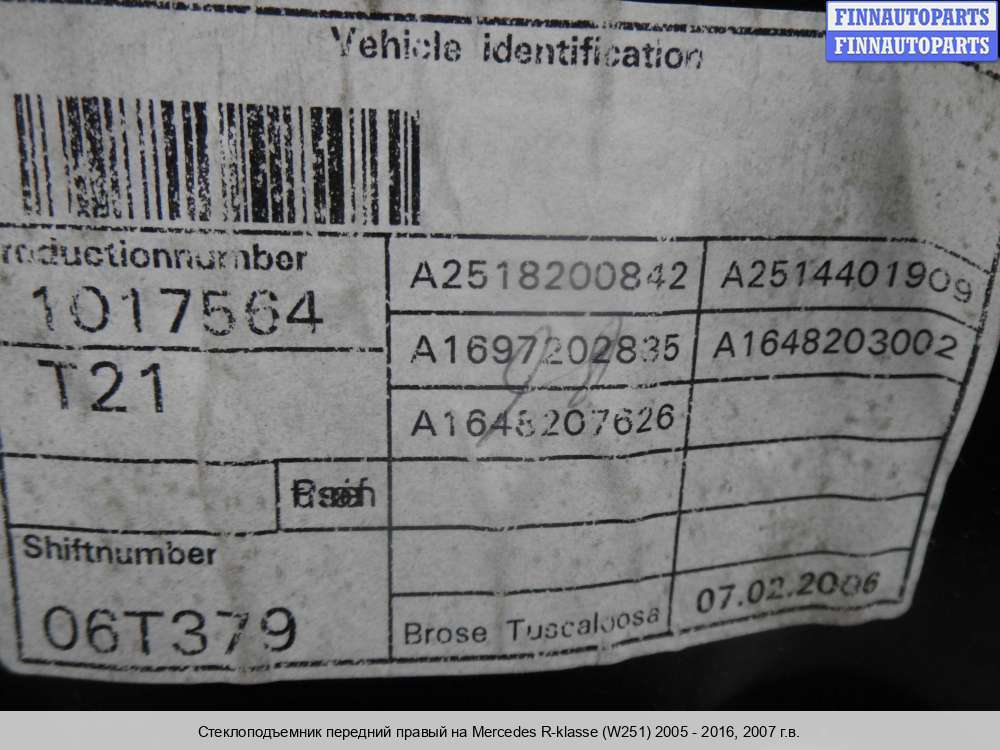 FINNAUTOPARTS
FINNAUTOPARTS
Vehicle identification
roductionnumber
1017564
T21
A2518200842 A2514401909
A1697202835 A1648203002
A1648207626
Shiftnumber
06T379
Brose Tuscaloosa
07.02.2006
Стеклоподъемник передний правый на Mercedes R-klasse (W251) 2005 - 2016, 2007 г.в.